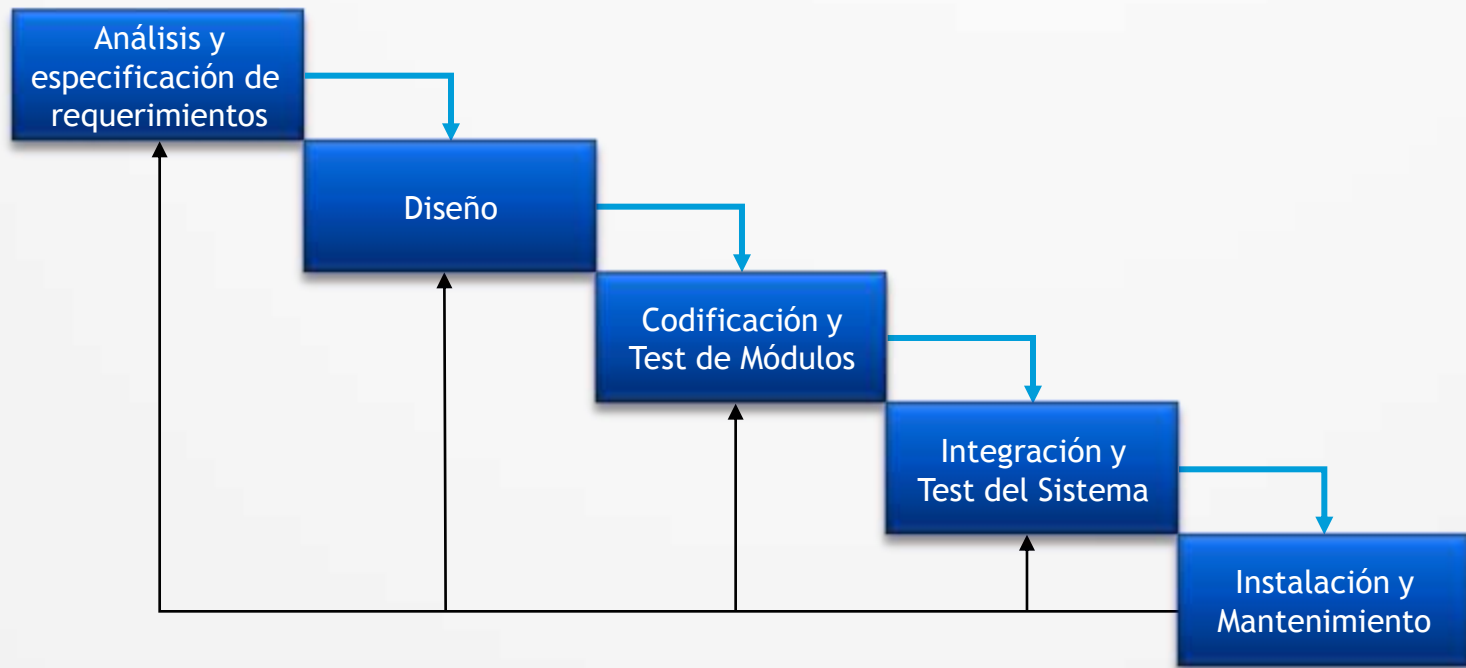 Análisis y
especificación de
requerimientos
Diseño
Codificación y
Test de Módulos
Integración y
Test del Sistema
Instalación y
Mantenimiento